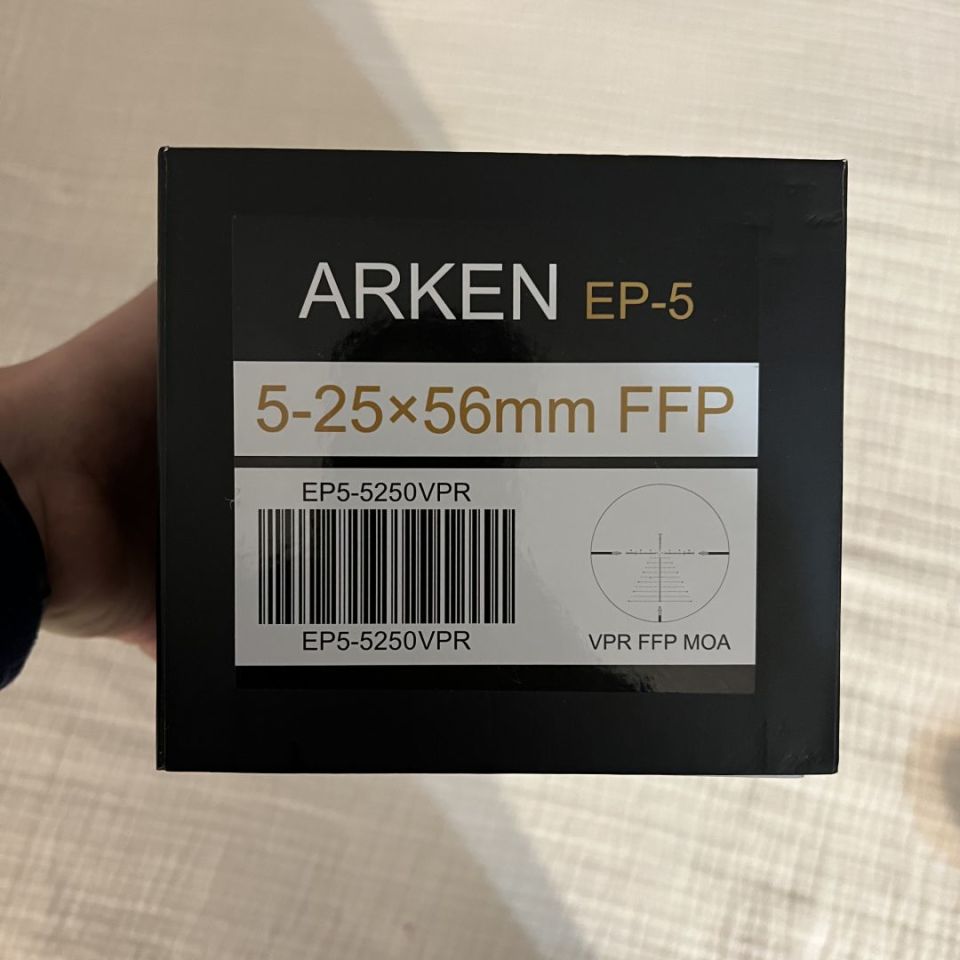 ARKEN EP-5
5-25×56mm FFP
EP5-5250VPR
EP5-5250VPR
VPR FFP MOA